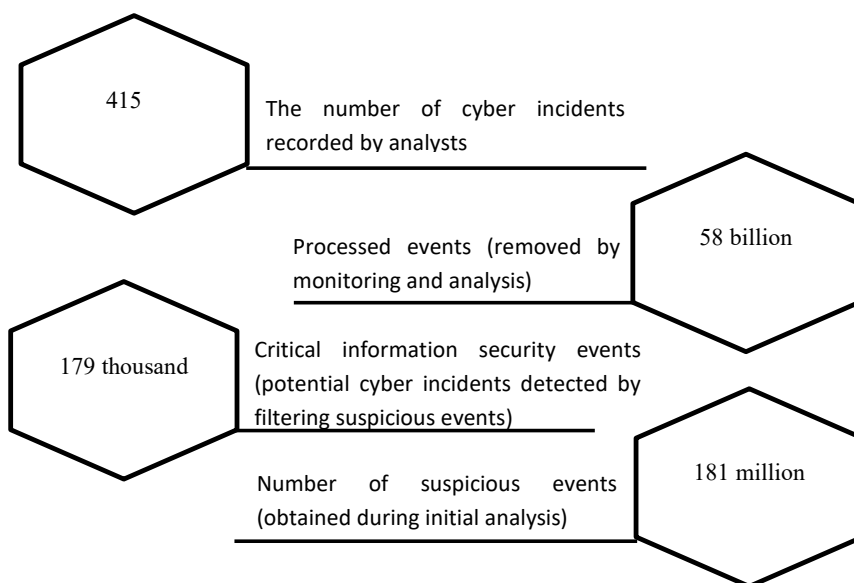 415
The number of cyber incidents
recorded by analysts
58 billion
Processed events (removed by
monitoring and analysis)
179 thousand
Critical information security events
(potential cyber incidents detected by
filtering suspicious events)
181 million
Number of suspicious events
(obtained during initial analysis)